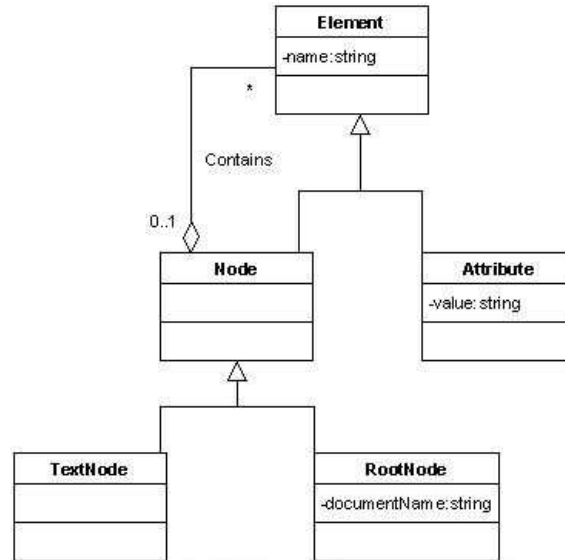 Element
-name:string
*
Contains
0..1
Node
Attribute
-value:string
TextNode
RootNode
-documentName:string